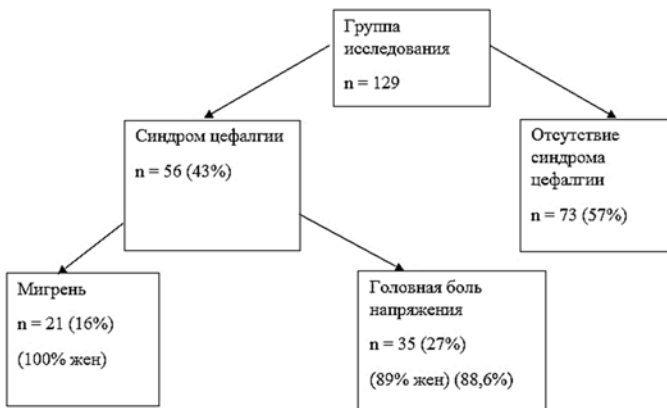 Группа
исследования
n = 129
Синдром цефалгии
n = 56 (43%)
Отсутствие
синдрома
цефалгии
n = 73 (57%)
Мигрень
n = 21 (16%)
(100% жен)
Головная боль
напряжения
n = 35 (27%)
(89% жен) (88,6%)